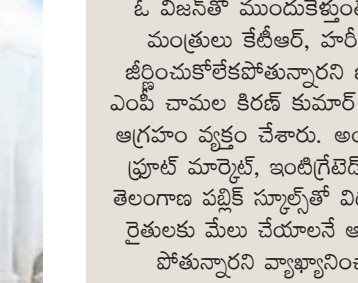 ఓ విజన్‌తో ముందుకెళ్తుంటే
మంత్రులు కేటీఆర్, హరీ
జీర్ణించుకోలేకపోతున్నారని
ఎంపీ చామల కిరణ్ కుమార్
ఆగ్రహం వ్యక్తం చేశారు.
ఫ్రూట్ మార్కెట్, ఇంటిగ్రేటెడ్
తెలంగాణ పబ్లిక్ స్కూల్స్‌తో
రైతులకు మేలు చేయాలనే
పోతున్నారని వ్యాఖ్యానించ